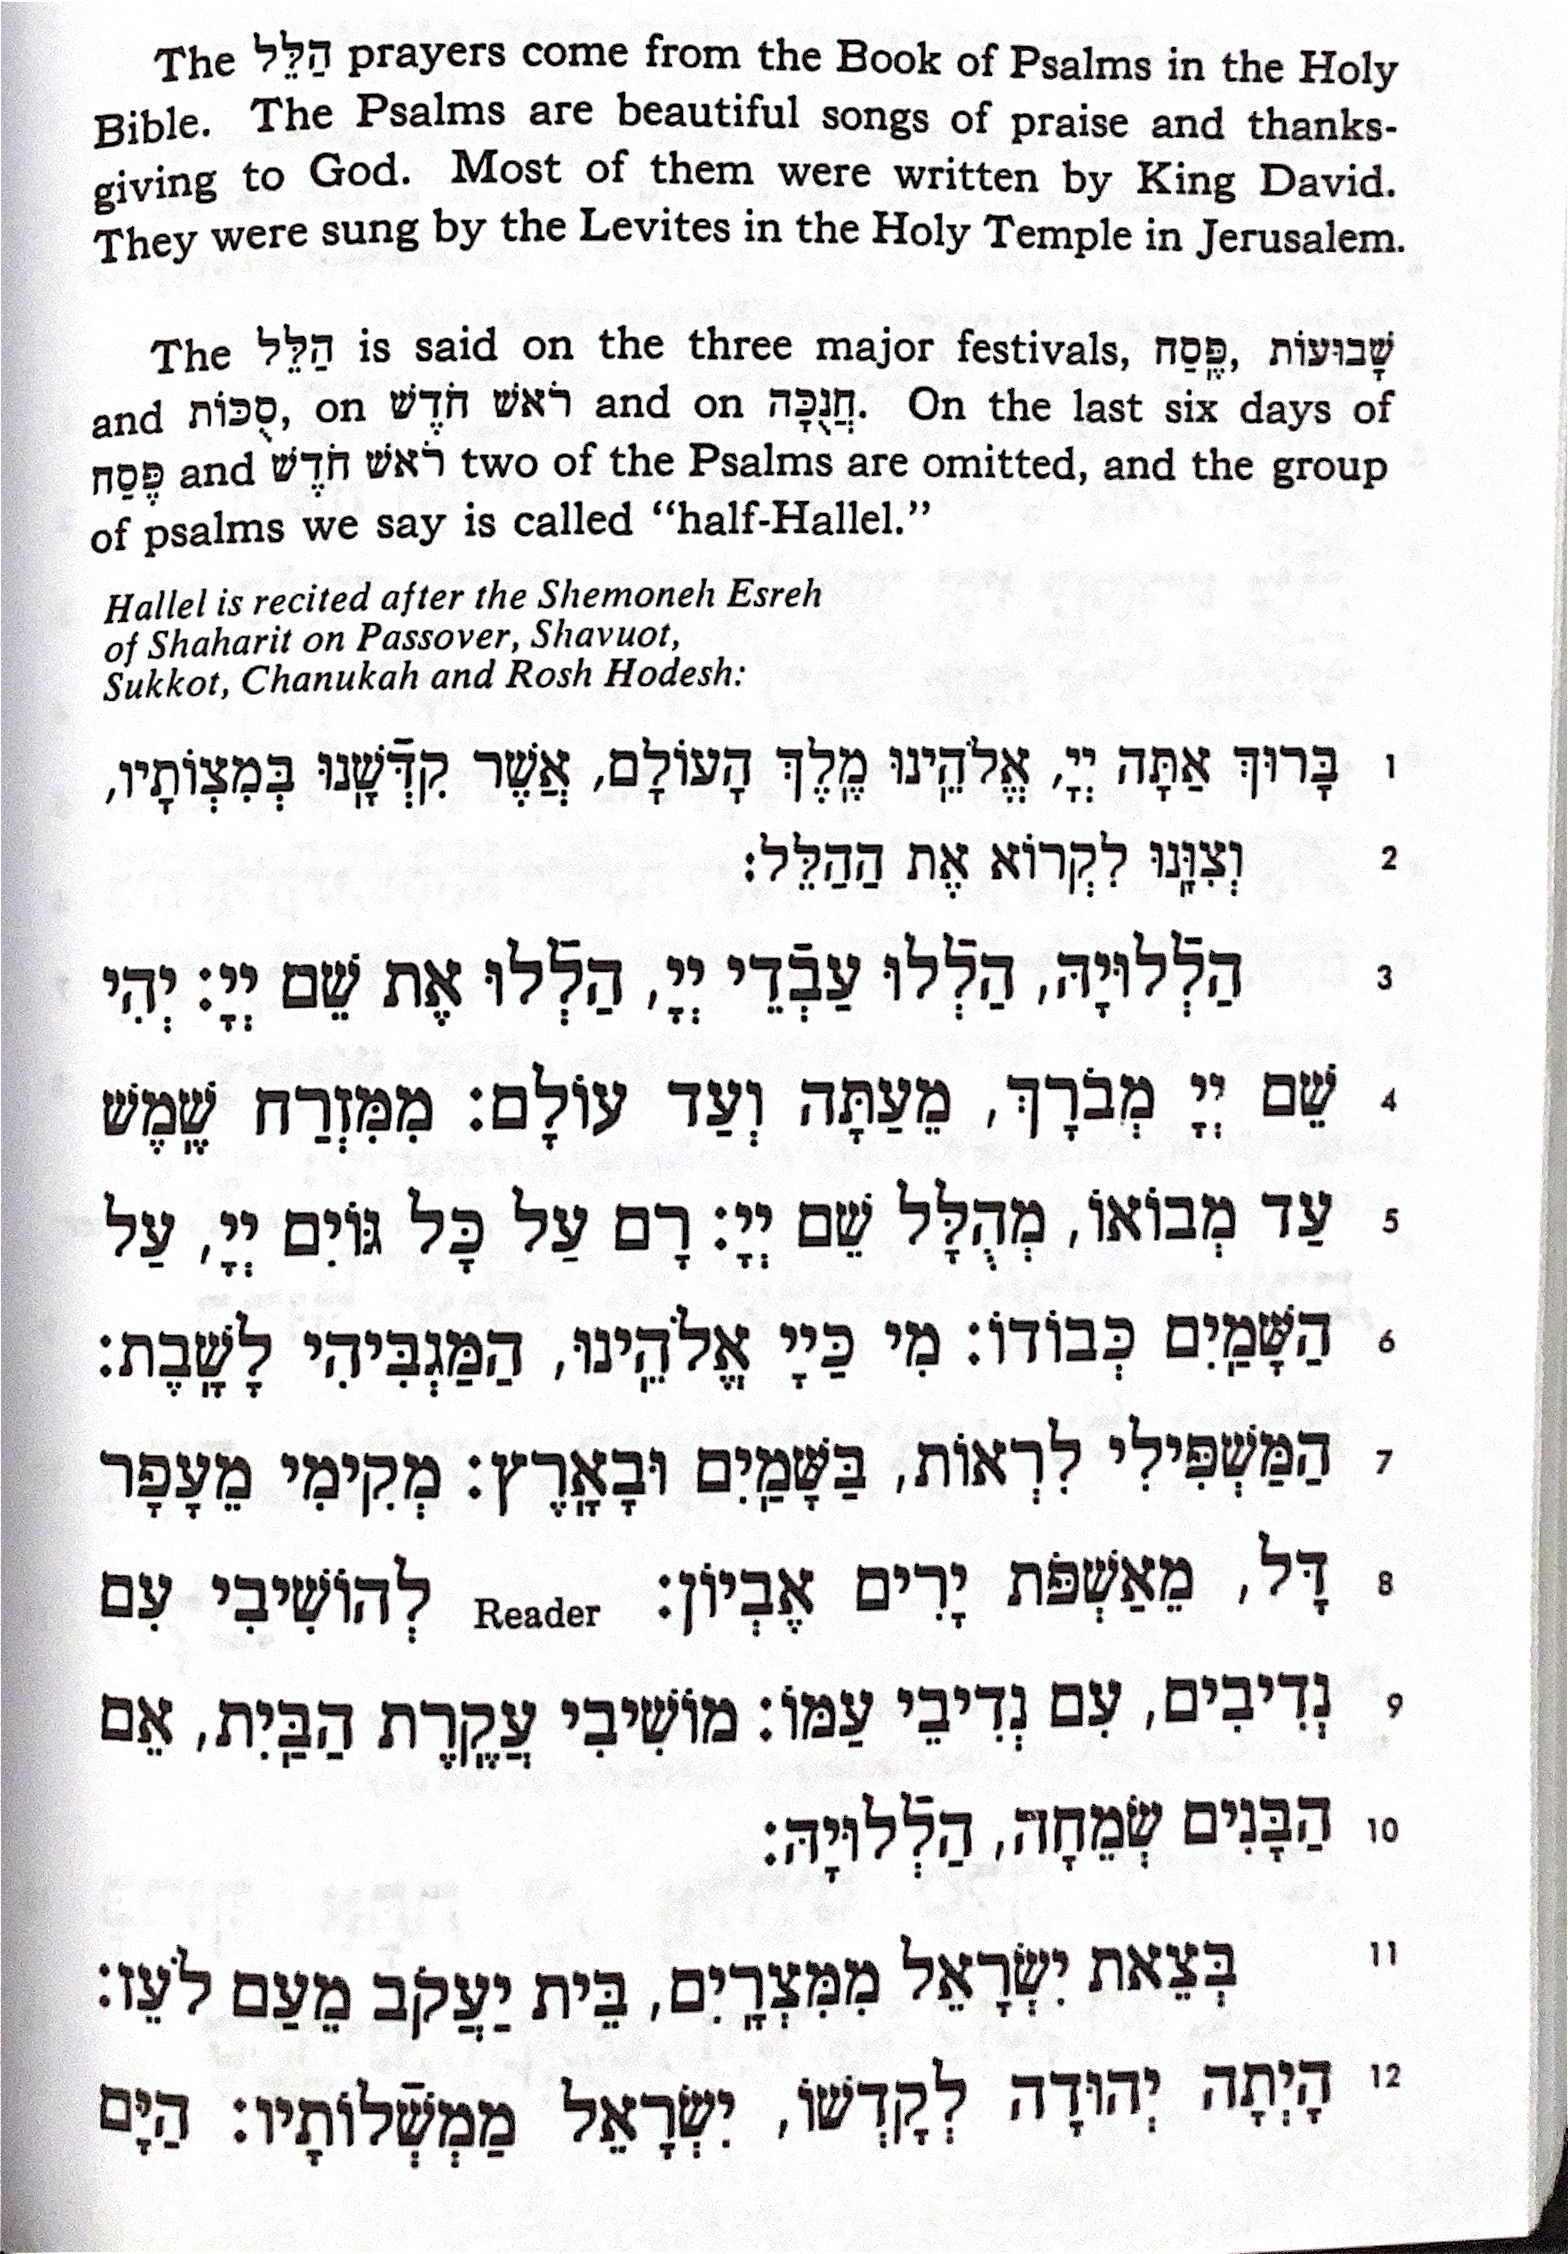 The הַלֵּל prayers come from the Book of Psalms in the Holy
Bible. The Psalms are beautiful songs of praise and thanks-
giving to God. Most of them were written by King David.
They were sung by the Levites in the Holy Temple in Jerusalem.
The הַלֵּל is said on the three major festivals, פֶּסַח, שָׁבוּעוֹת
and סֻכּוֹת, on רֹאשׁ חֹדֶשׁ and on חֲנֻכָּה. On the last six days of
פֶּסַח and רֹאשׁ חֹדֶשׁ two of the Psalms are omitted, and the group
of psalms we say is called “half-Hallel.”
Hallel is recited after the Shemoneh Esreh
of Shaharit on Passover, Shavuot,
Sukkot, Chanukah and Rosh Hodesh:
1 בָּרוּךְ אַתָּה יְיָ, אֱלֹהֵֽינוּ מֶֽלֶךְ הָעוֹלָם, אֲשֶׁר קִדְּֿשָֽׁנוּ בְּמִצְוֹתָיו,
2 וְצִוָּֽנוּ לִקְרוֹא אֶת הַהַלֵּל:
3 הַלְֿלוּיָהּ, הַלְֿלוּ עַבְֿדֵי יְיָ, הַלְֿלוּ אֶת שֵׁם יְיָ: יְהִי
4 שֵׁם יְיָ מְבֹרָךְ, מֵעַתָּה וְעַד עוֹלָם: מִמִּזְרַח שֶֽׁמֶשׁ
5 עַד מְבוֹאוֹ, מְהֻלָּל שֵׁם יְיָ: רָם עַל כָּל גּוֹיִם יְיָ, עַל
6 הַשָּׁמַֽיִם כְּבוֹדוֹ: מִי כַּיְיָ אֱלֹהֵֽינוּ, הַמַּגְבִּיהִי לָשָֽׁבֶת:
7 הַמַּשְׁפִּילִי לִרְאוֹת, בַּשָּׁמַֽיִם וּבָאָֽרֶץ: מְקִימִי מֵעָפָר
8 דָּל, מֵאַשְׁפֹּת יָרִים אֶבְיוֹן: Reader לְהוֹשִׁיבִי עִם
9 נְדִיבִים, עִם נְדִיבֵי עַמּוֹ: מוֹשִׁיבִי עֲקֶֽרֶת הַבַּֽיִת, אֵם
10 הַבָּנִים שְׂמֵחָה, הַלְֿלוּיָהּ:
11 בְּצֵאת יִשְׂרָאֵל מִמִּצְרָֽיִם, בֵּית יַעֲקֹב מֵעַם לֹעֵז:
12 הָיְתָה יְהוּדָה לְקָדְשׁוֹ, יִשְׂרָאֵל מַמְשְֿׁלוֹתָיו: הַיָּם